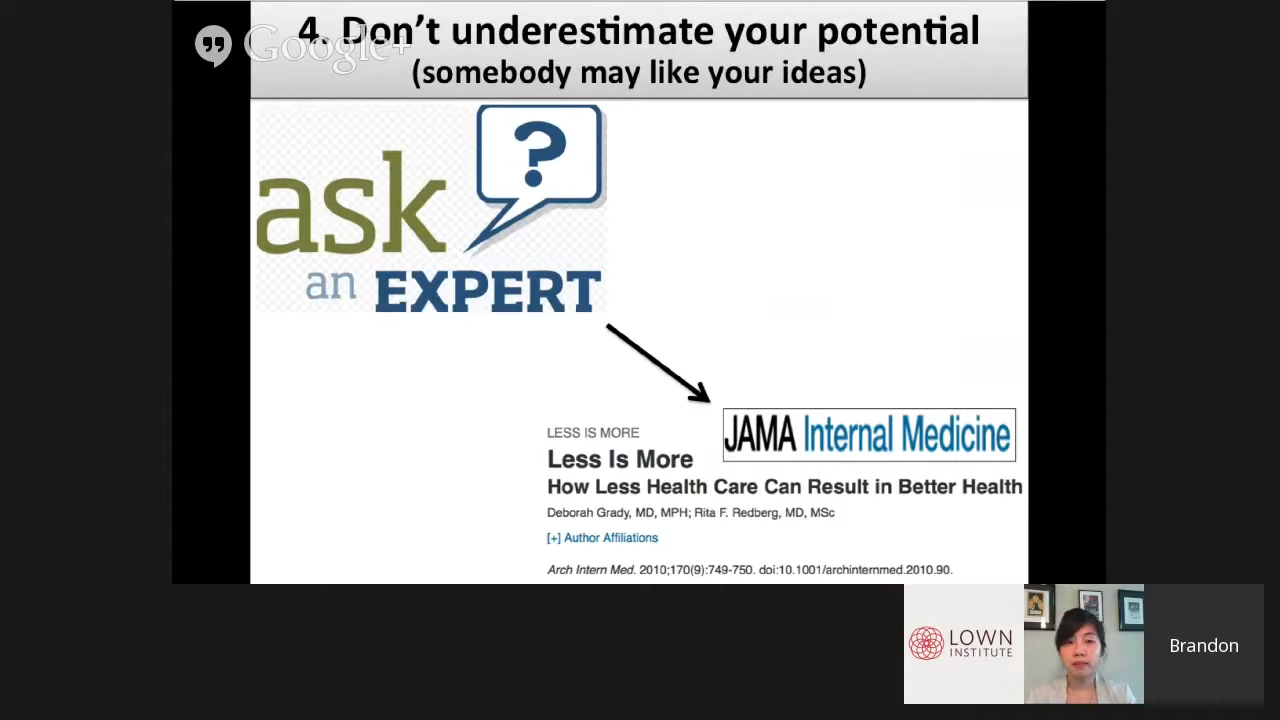 4. Don't underestimate your potential
Google+
(somebody may like your ideas)
?
ask
an EXPERT
JAMA Internal Medicine
LESS IS MORE
Less Is More
How Less Health Care Can Result in Better Health
Deborah Grady, MD, MPH; Rita F. Redberg, MD, MSc
[+] Author Affiliations
Arch Intern Med. 2010;170(9):749-750. doi:10.1001/archinternmed.2010.90.
LOWN
INSTITUTE
Brandon